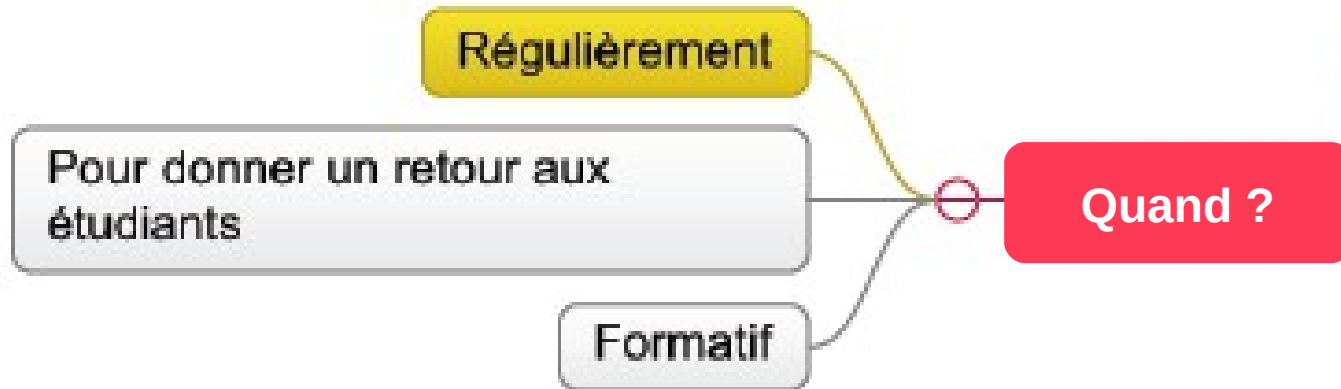 Régulièrement
Pour donner un retour aux
étudiants
Quand ?
Formatif